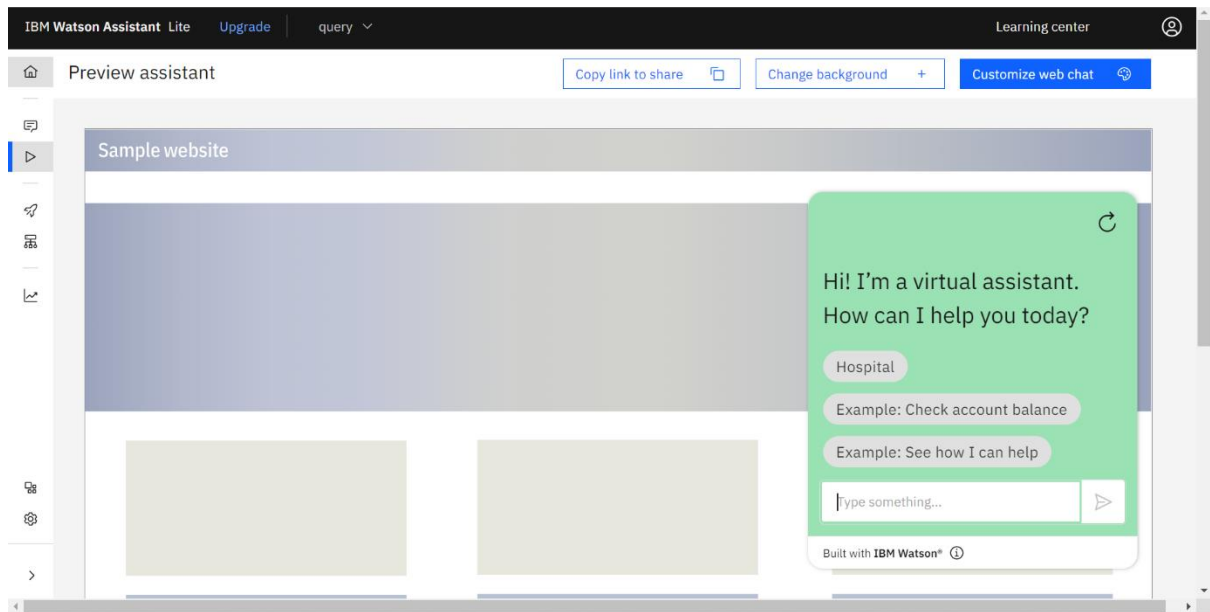 IBM Watson Assistant Lite Upgrade query Learning center
Preview assistant Copy link to share Change background + Customize web chat
Sample website
Hi! I’m a virtual assistant.
How can I help you today?
Hospital
Example: Check account balance
Example: See how I can help
Type something...
Built with IBM Watson®